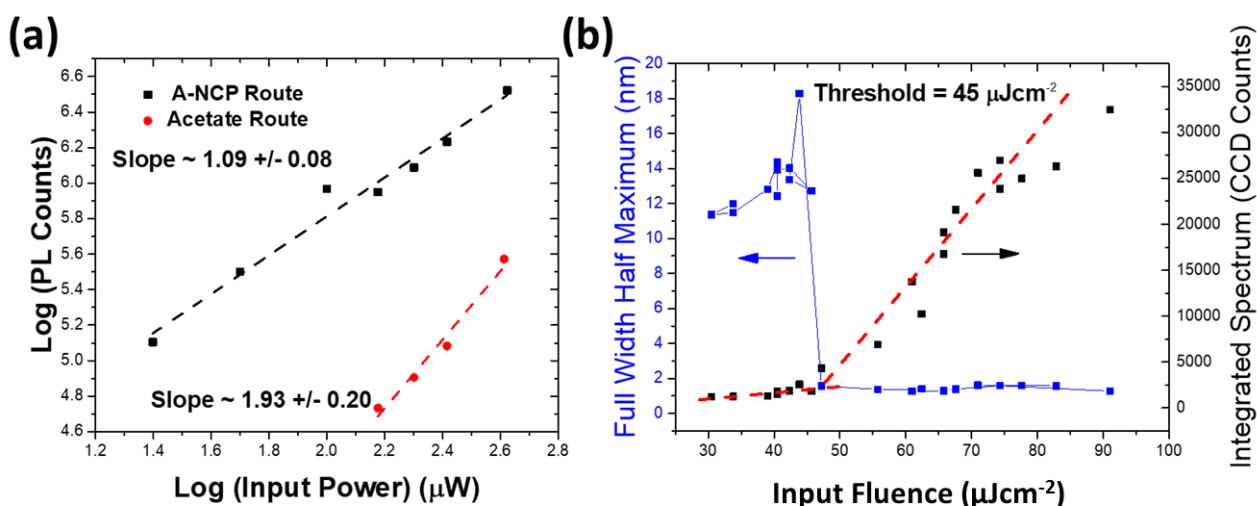 (a)
6.6
6.4
6.2
6.0
5.8
5.6
5.4
5.2
5.0
4.8
4.6
Log (PL Counts)
A-NCP Route
Acetate Route
Slope ~ 1.09 +/- 0.08
Slope ~ 1.93 +/- 0.20
1.2 1.4 1.6 1.8 2.0 2.2 2.4 2.6 2.8
Log (Input Power) (μW)
(b)
Full Width Half Maximum (nm)
20
18
16
14
12
10
8
6
4
2
0
Threshold = 45 μJcm-2
35000
30000
25000
20000
15000
10000
5000
0
Integrated Spectrum (CCD Counts)
30 40 50 60 70 80 90 100
Input Fluence (μJcm-2)